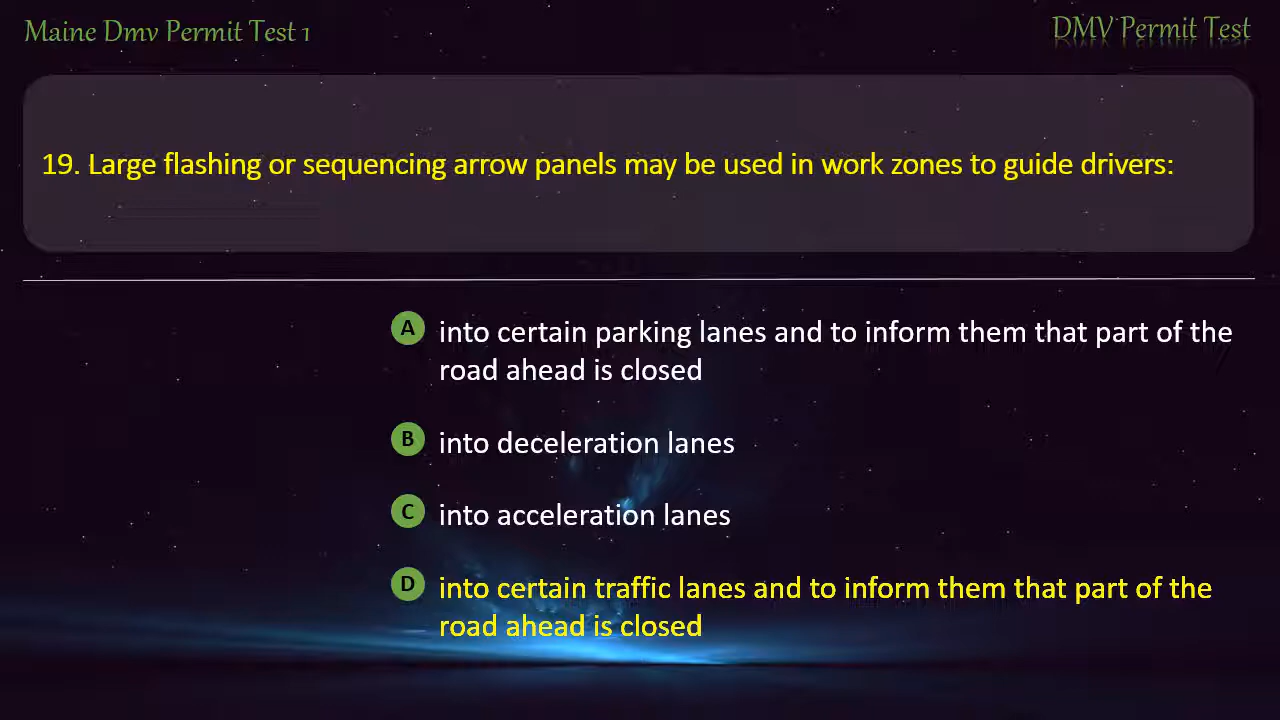 Maine Dmv Permit Test 1
DMV Permit Test
19. Large flashing or sequencing arrow panels may be used in work zones to guide drivers:
A into certain parking lanes and to inform them that part of the
road ahead is closed
B into deceleration lanes
C into acceleration lanes
D into certain traffic lanes and to inform them that part of the
road ahead is closed